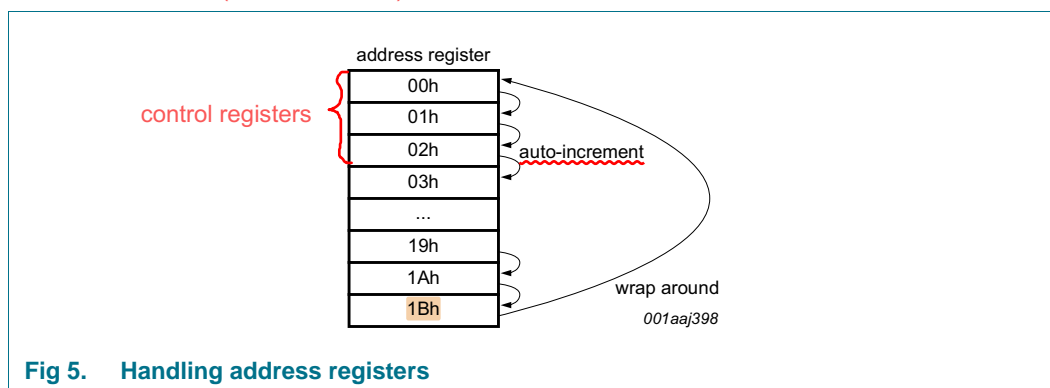 address register
00h
control registers
01h
02h
auto-increment
03h
...
19h
1Ah
wrap around
1Bh
001aaj398
Fig 5. Handling address registers